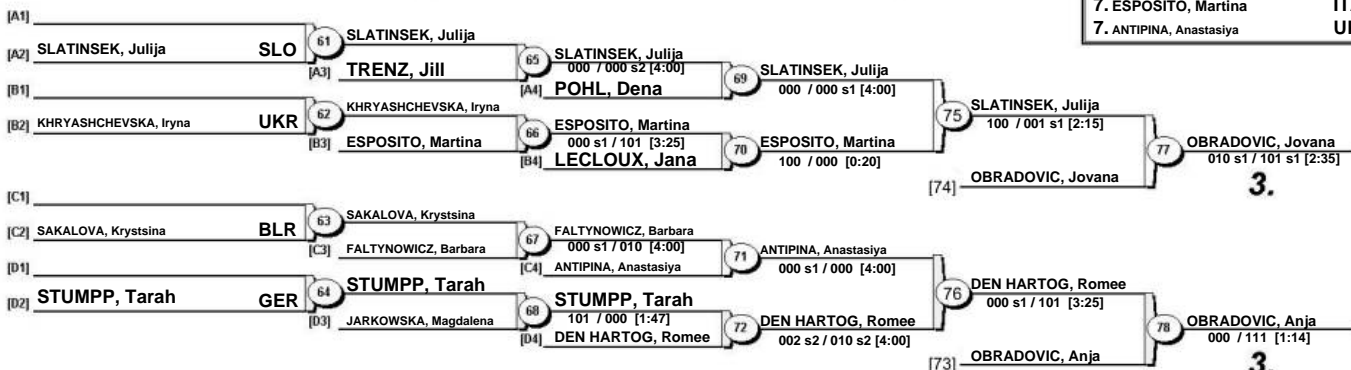 7. ESPOSITO, Martina
7. ANTIPINA, Anastasiya
[A1]
[A2] SLATINSEK, Julija SLO
61
SLATINSEK, Julija
[A3] TRENZ, Jill
65
SLATINSEK, Julija
000 / 000 s2 [4:00]
[A4] POHL, Dena
69
SLATINSEK, Julija
000 / 000 s1 [4:00]
[B1]
[B2] KHRYASHCHEVSKA, Iryna UKR
62
KHRYASHCHEVSKA, Iryna
[B3] ESPOSITO, Martina
66
ESPOSITO, Martina
000 s1 / 101 [3:25]
[B4] LECLOUX, Jana
70
ESPOSITO, Martina
100 / 000 [0:20]
75
SLATINSEK, Julija
100 / 001 s1 [2:15]
[74] OBRADOVIC, Jovana
77
OBRADOVIC, Jovana
010 s1 / 101 s1 [2:35]
3.
[C1]
[C2] SAKALOVA, Krystsina BLR
63
SAKALOVA, Krystsina
[C3] FALTYNOWICZ, Barbara
67
FALTYNOWICZ, Barbara
000 s1 / 010 [4:00]
[C4] ANTIPINA, Anastasiya
71
ANTIPINA, Anastasiya
000 s1 / 000 [4:00]
[D1]
[D2] STUMPP, Tarah GER
64
STUMPP, Tarah
[D3] JARKOWSKA, Magdalena
68
STUMPP, Tarah
101 / 000 [1:47]
[D4] DEN HARTOG, Romee
72
DEN HARTOG, Romee
002 s2 / 010 s2 [4:00]
76
DEN HARTOG, Romee
000 s1 / 101 [3:25]
[73] OBRADOVIC, Anja
78
OBRADOVIC, Anja
000 / 111 [1:14]
3.